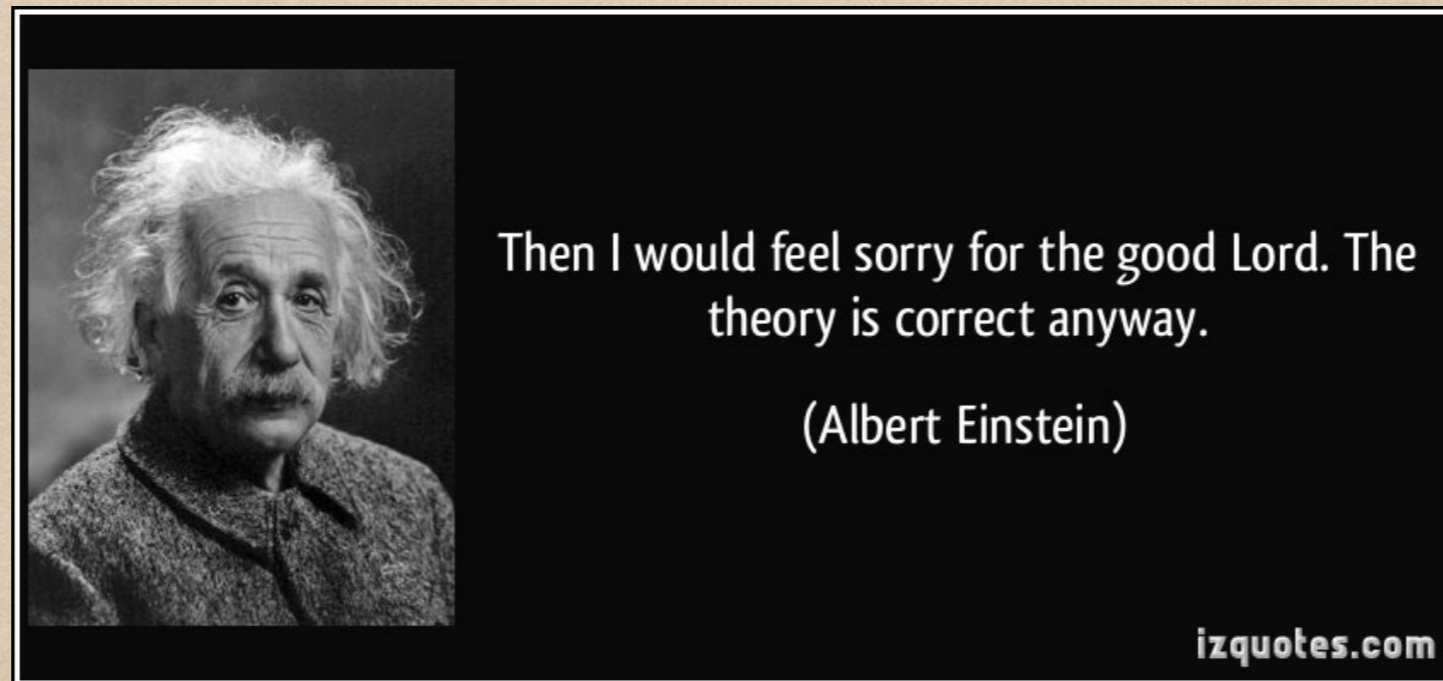 Then I would feel sorry for the good Lord. The
theory is correct anyway.
(Albert Einstein)
izquotes.com